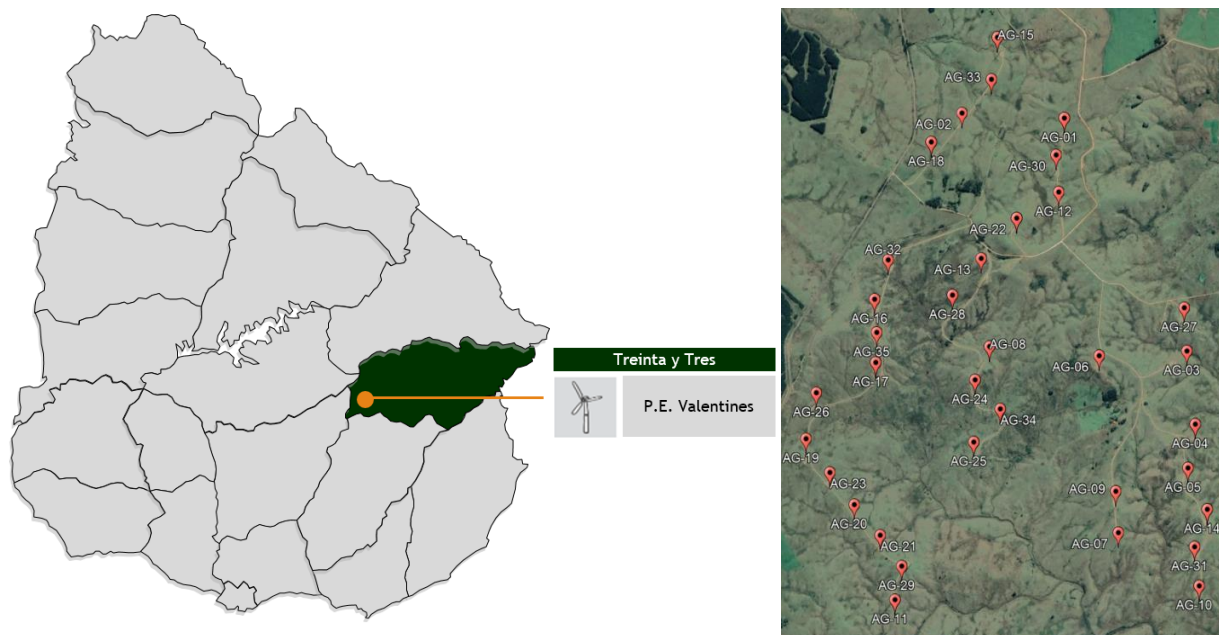 Treinta y Tres
P.E. Valentines
AG-15
AG-33
AG-02
AG-01
AG-18
AG-30
AG-12
AG-22
AG-32
AG-13
AG-16
AG-28
AG-27
AG-35
AG-08
AG-06
AG-03
AG-17
AG-24
AG-26
AG-34
AG-04
AG-19
AG-25
AG-05
AG-23
AG-09
AG-20
AG-14
AG-21
AG-07
AG-31
AG-29
AG-10
AG-11